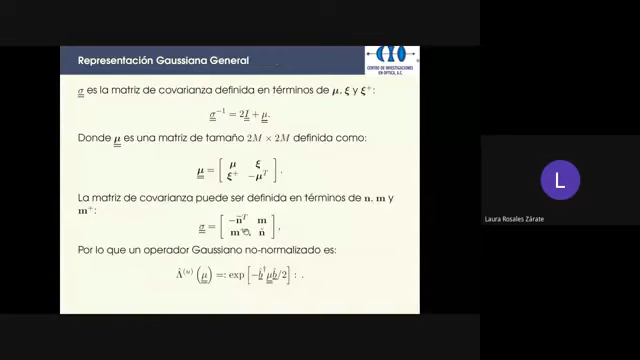 Representación Gaussiana General
CENTRO DE INVESTIGACIONES
EN ÓPTICA, A.C.
σ es la matriz de covarianza definida en términos de μ, ξ y ξ⁺:
σ⁻¹ = 2I + μ.
Donde μ es una matriz de tamaño 2M × 2M definida como:
μ = [ μ ξ
ξ⁺ −μᵀ ] .
La matriz de covarianza puede ser definida en términos de n, m y
m⁺:
σ = [ −ñᵀ m
m⁺ ñ ] ,
Por lo que un operador Gaussiano no-normalizado es:
Λ̂⁽ᵘ⁾ (μ) =: exp [ −b̂† μ b̂/2 ] : .
L
Laura Rosales Zárate